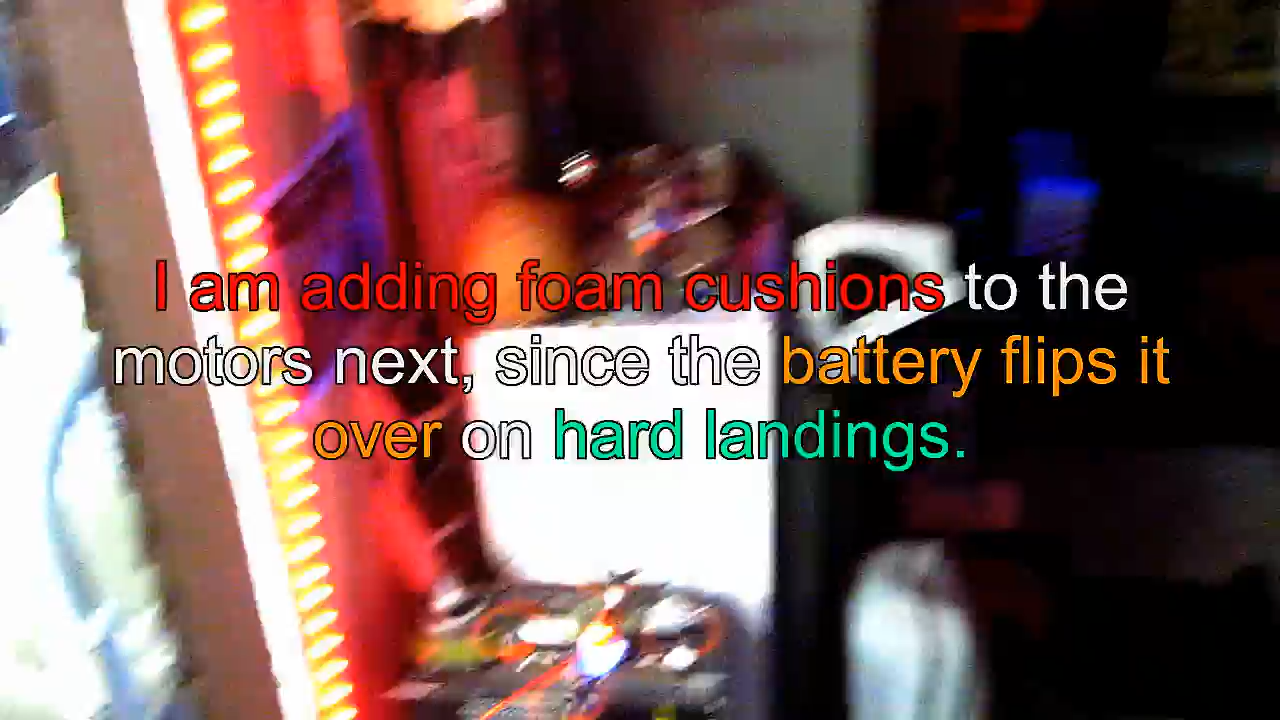 I am adding foam cushions to the
motors next, since the battery flips it
over on hard landings.